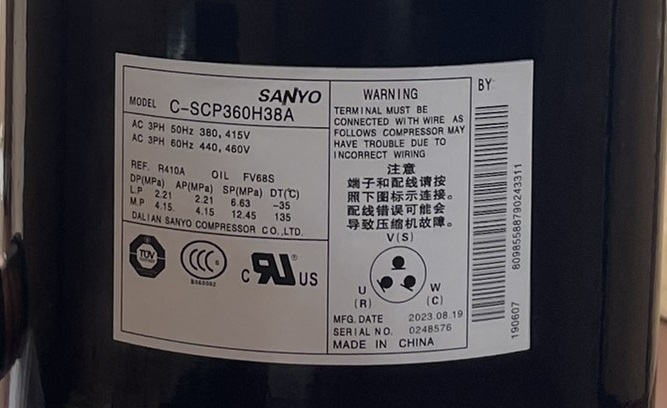 SANYO
MODEL C-SCP360H38A
AC 3PH 50Hz 380, 415V
AC 3PH 60Hz 440, 460V
REF. R410A OIL FV68S
DP(MPa) AP(MPa) SP(MPa) DT(℃)
L.P 2.21 2.21 6.63 -35
M.P 4.15 4.15 12.45 135
DALIAN SANYO COMPRESSOR CO.,LTD.
TÜV
CCC
C RU US
®
WARNING
TERMINAL MUST BE
CONNECTED WITH WIRE AS
FOLLOWS COMPRESSOR MAY
HAVE TROUBLE DUE TO
INCORRECT WIRING
注意
端子和配线请按
照下图标示连接。
配线错误可能会
导致压缩机故障。
V(S)
U W
(R) (C)
MFG. DATE 2023.08.19
SERIAL NO. 0248576
MADE IN CHINA
BY
190607 80985588790243311